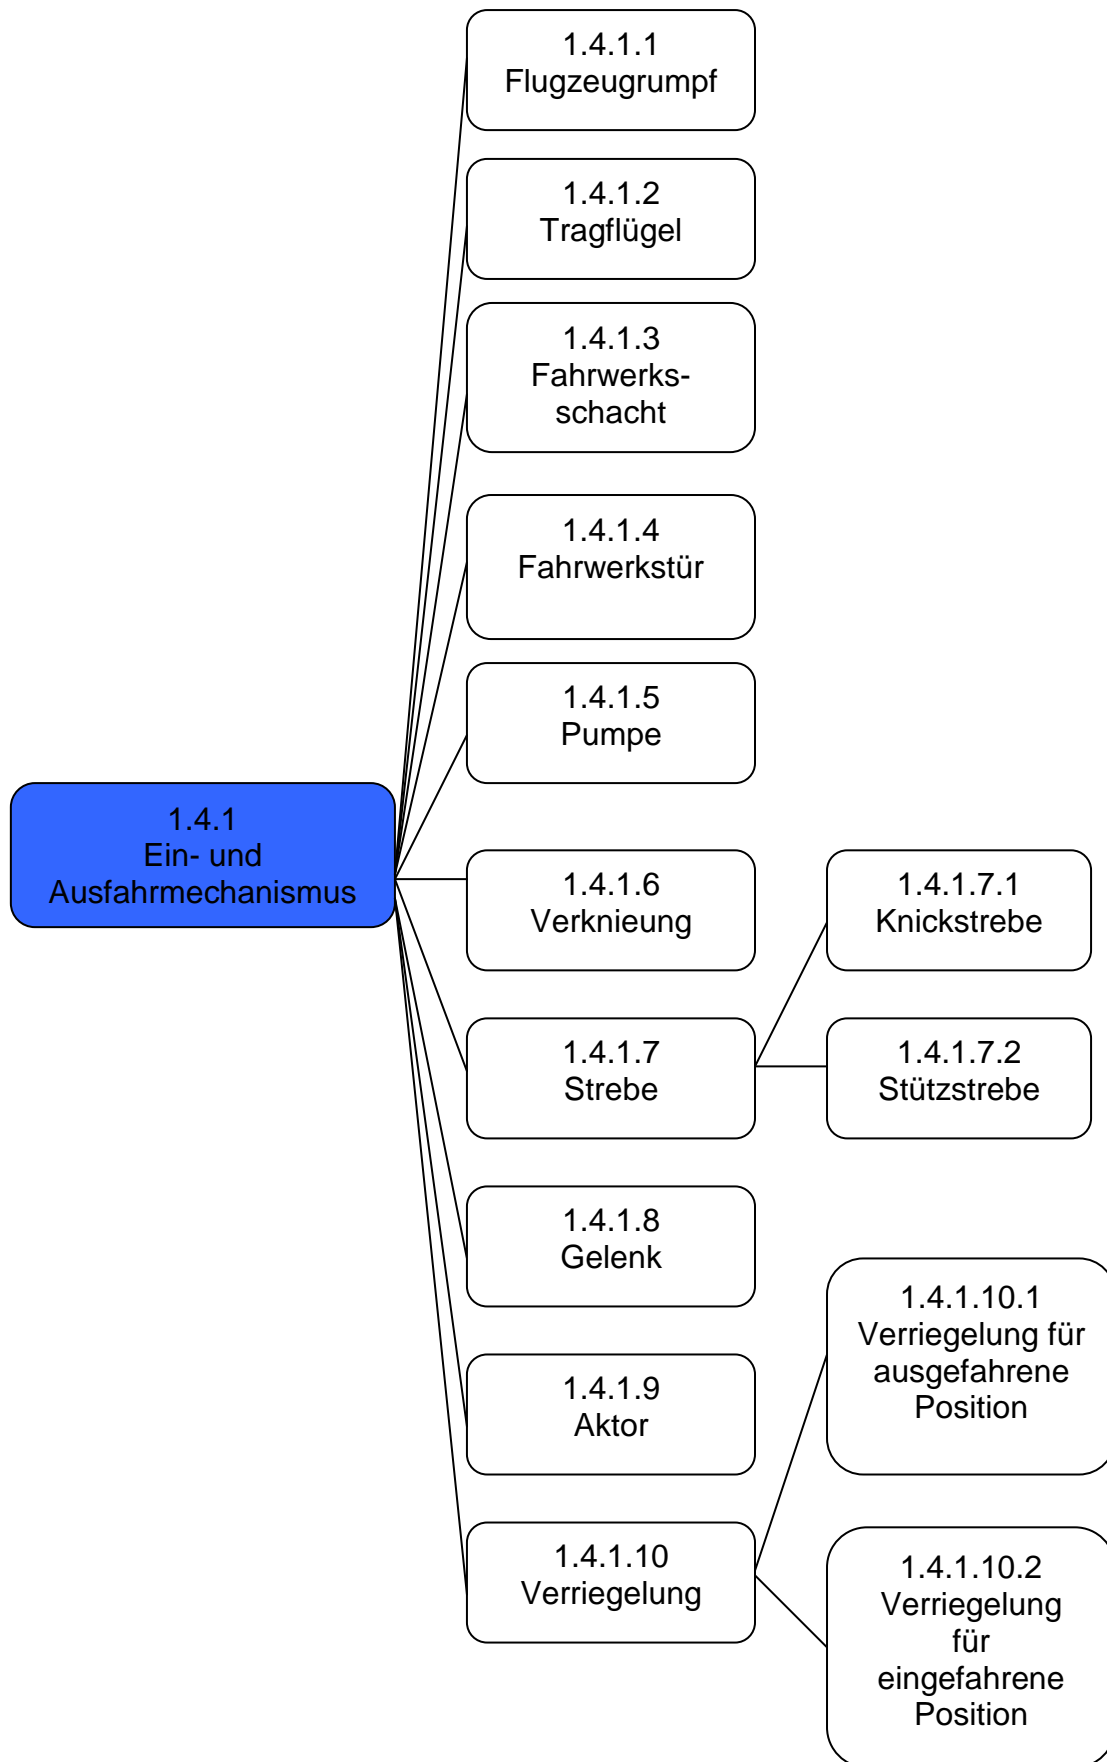 1.4.1.1
Flugzeugrumpf
1.4.1.2
Tragflügel
1.4.1.3
Fahrwerks-
schacht
1.4.1.4
Fahrwerkstür
1.4.1.5
Pumpe
1.4.1
Ein- und
Ausfahrmechanismus
1.4.1.6
Verknieung
1.4.1.7.1
Knickstrebe
1.4.1.7
Strebe
1.4.1.7.2
Stützstrebe
1.4.1.8
Gelenk
1.4.1.10.1
Verriegelung für
ausgefahrene
Position
1.4.1.9
Aktor
1.4.1.10
Verriegelung
1.4.1.10.2
Verriegelung
für
eingefahrene
Position